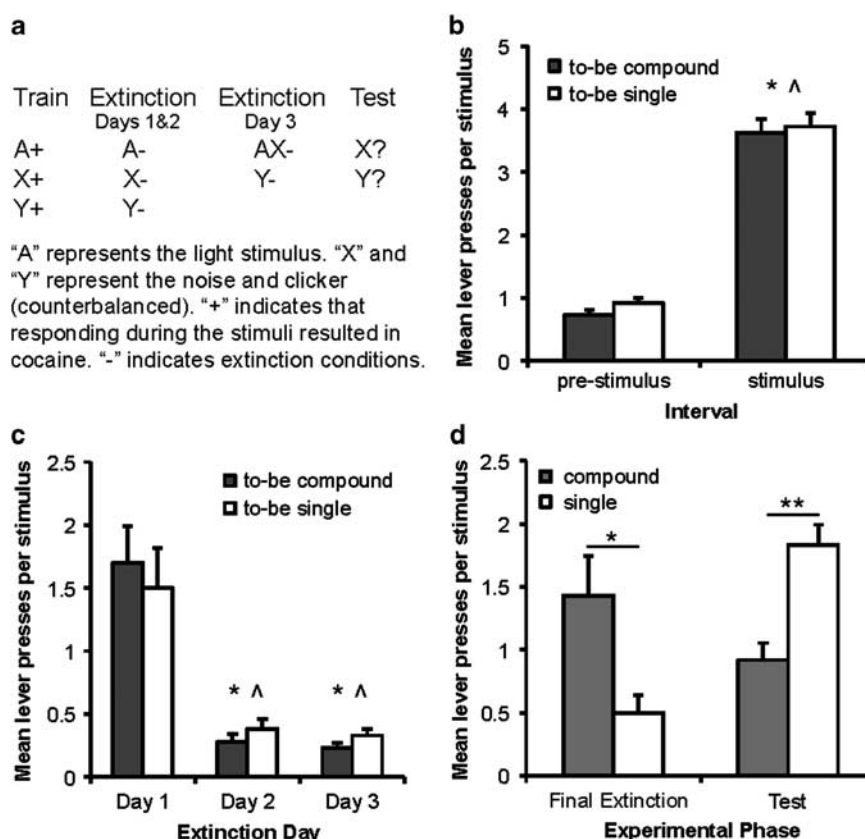 a
Train Extinction Extinction Test
Days 1&2 Day 3
A+ A- AX- X?
X+ X- Y- Y?
Y+ Y-
"A" represents the light stimulus. "X" and
"Y" represent the noise and clicker
(counterbalanced). "+" indicates that
responding during the stimuli resulted in
cocaine. "-" indicates extinction conditions.
b
Mean lever presses per stimulus
5
4
3
2
1
0
to-be compound
to-be single
* ^
pre-stimulus stimulus
Interval
c
Mean lever presses per stimulus
2.5
2
1.5
1
0.5
0
to-be compound
to-be single
* ^ * ^
Day 1 Day 2 Day 3
Extinction Day
d
Mean lever presses per stimulus
2.5
2
1.5
1
0.5
0
compound
single
* **
Final Extinction Test
Experimental Phase